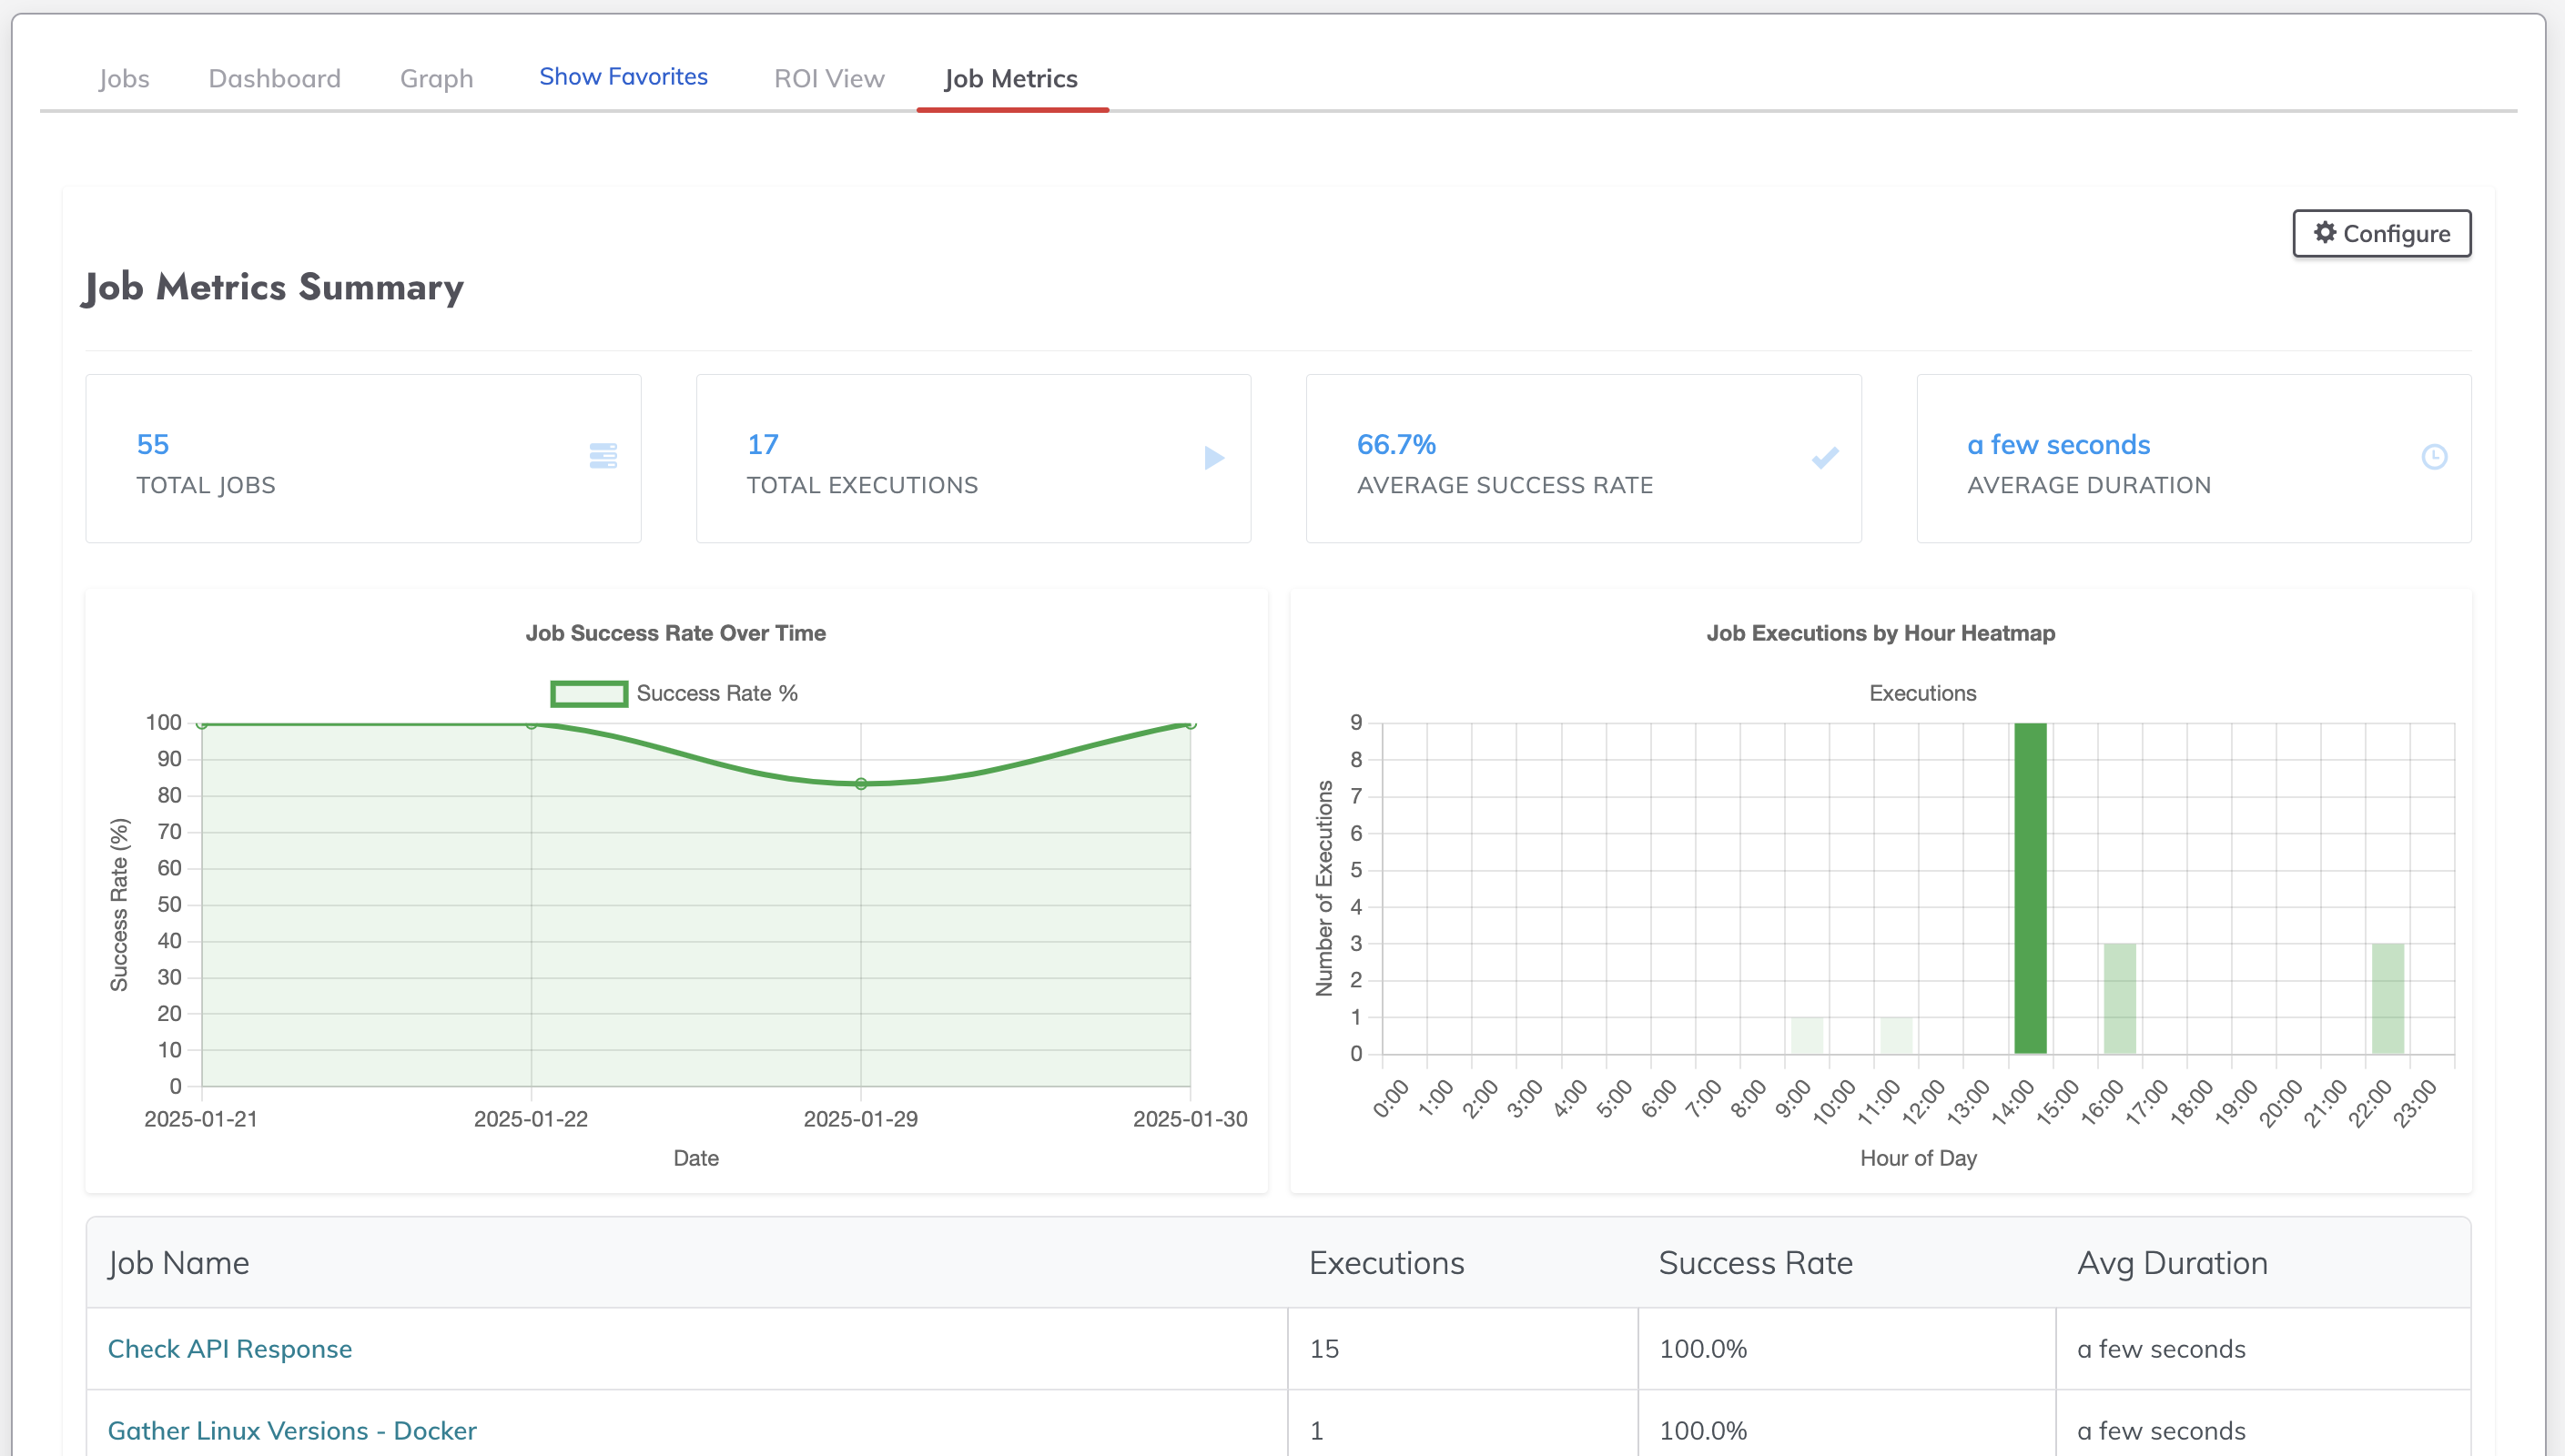 Jobs Dashboard Graph Show Favorites ROI View Job Metrics
Configure
Job Metrics Summary
55
TOTAL JOBS
17
TOTAL EXECUTIONS
66.7%
AVERAGE SUCCESS RATE
a few seconds
AVERAGE DURATION
Job Success Rate Over Time
Success Rate %
100
90
80
70
60
50
40
30
20
10
0
Success Rate (%)
2025-01-21 2025-01-22 2025-01-29 2025-01-30
Date
Job Executions by Hour Heatmap
Executions
9
8
7
6
5
4
3
2
1
0
Number of Executions
0:00 1:00 2:00 3:00 4:00 5:00 6:00 7:00 8:00 9:00 10:00 11:00 12:00 13:00 14:00 15:00 16:00 17:00 18:00 19:00 20:00 21:00 22:00 23:00
Hour of Day
Job Name Executions Success Rate Avg Duration
Check API Response 15 100.0% a few seconds
Gather Linux Versions - Docker 1 100.0% a few seconds